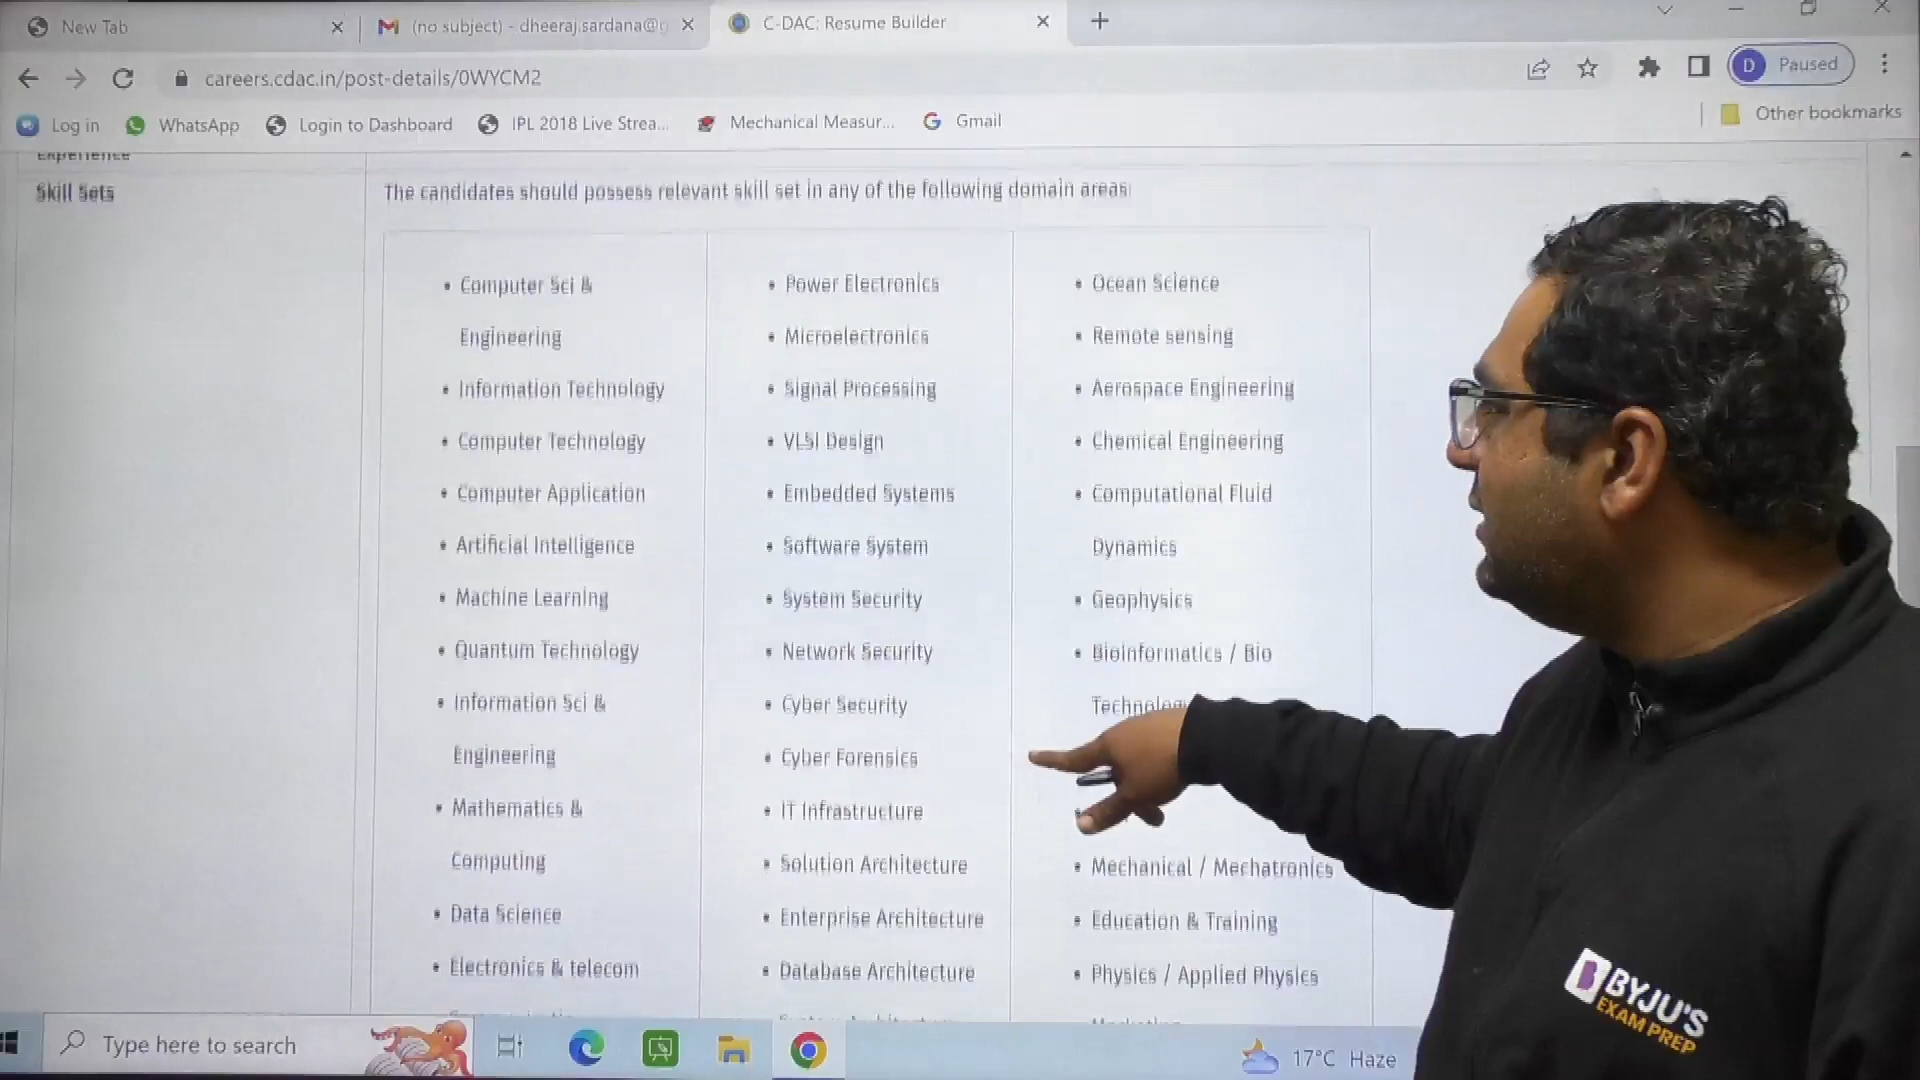 New Tab
(no subject) - dheeraj.sardana@g
C-DAC: Resume Builder
careers.cdac.in/post-details/0WYCM2
D
Paused
Log in
WhatsApp
Login to Dashboard
IPL 2018 Live Strea...
Mechanical Measur...
Gmail
Other bookmarks
Experience
Skill Sets
The candidates should possess relevant skill set in any of the following domain areas:
• Computer Sci &
Engineering
• Information Technology
• Computer Technology
• Computer Application
• Artificial Intelligence
• Machine Learning
• Quantum Technology
• Information Sci &
Engineering
• Mathematics &
Computing
• Data Science
• Electronics & telecom
• Power Electronics
• Microelectronics
• Signal Processing
• VLSI Design
• Embedded Systems
• Software System
• System Security
• Network Security
• Cyber Security
• Cyber Forensics
• IT Infrastructure
• Solution Architecture
• Enterprise Architecture
• Database Architecture
• Ocean Science
• Remote sensing
• Aerospace Engineering
• Chemical Engineering
• Computational Fluid
Dynamics
• Geophysics
• Bioinformatics / Bio
• Mechanical / Mechatronics
• Education & Training
• Physics / Applied Physics
Type here to search
17°C Haze
BYJU'S
EXAM PREP